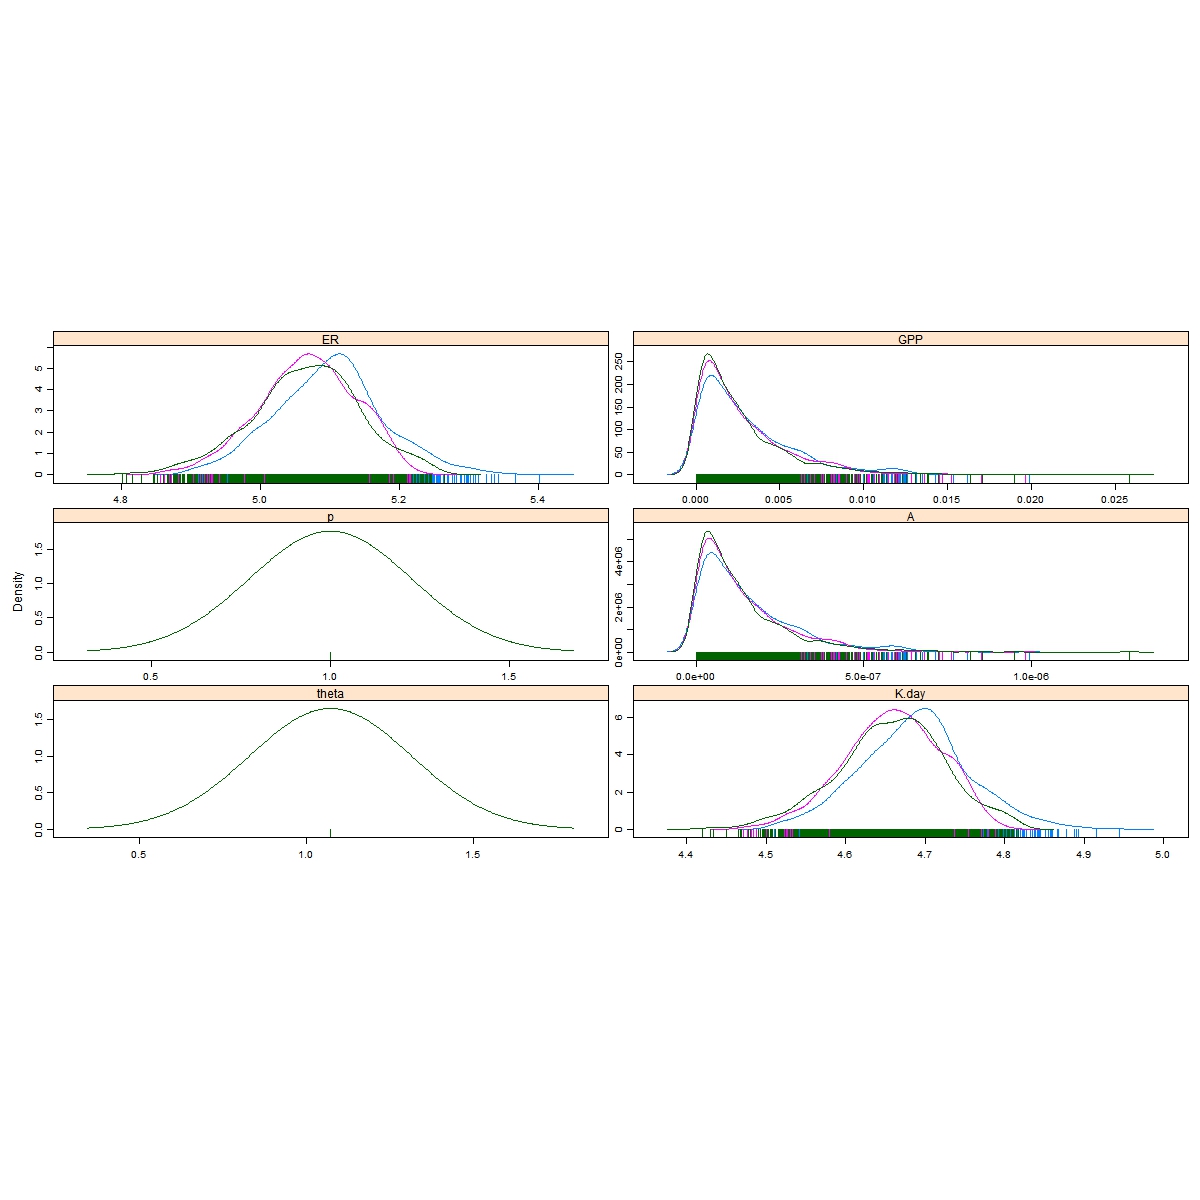 ER
0 1 2 3 4 5
4.8 5.0 5.2 5.4
GPP
0 50 100 150 200 250
0.000 0.005 0.010 0.015 0.020 0.025
Density
p
0.0 0.5 1.0 1.5
0.5 1.0 1.5
A
0e+00 2e+06 4e+06
0.0e+00 5.0e-07 1.0e-06
theta
0.0 0.5 1.0 1.5
0.5 1.0 1.5
K.day
0 2 4 6
4.4 4.5 4.6 4.7 4.8 4.9 5.0